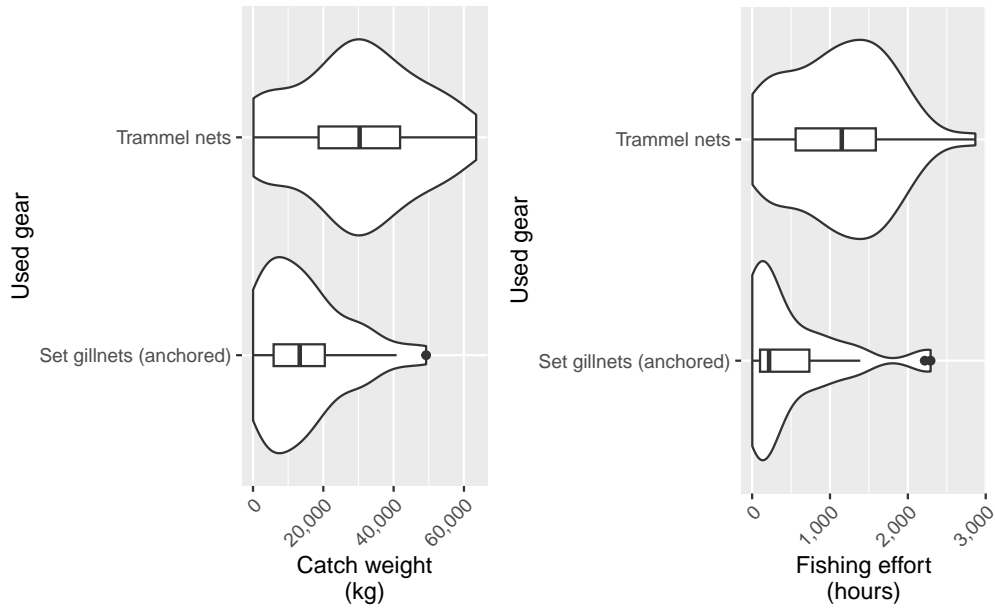 Used gear
Trammel nets
Set gillnets (anchored)
0
20,000
40,000
60,000
Catch weight
(kg)
Used gear
Trammel nets
Set gillnets (anchored)
0
1,000
2,000
3,000
Fishing effort
(hours)